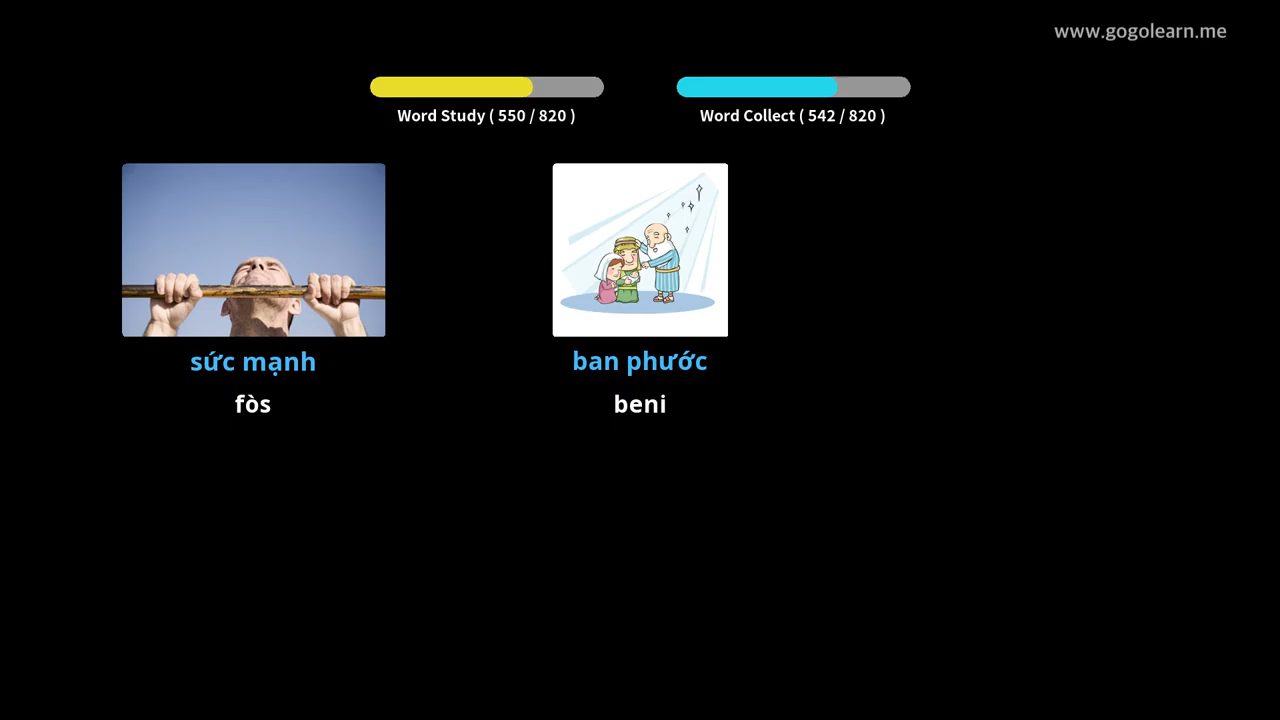 www.gogolearn.me
Word Study ( 550 / 820 )
Word Collect ( 542 / 820 )
sức mạnh
fòs
ban phước
beni